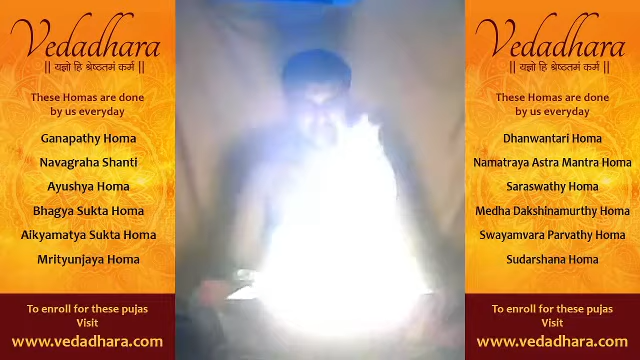 Vedadhara
|| यज्ञो हि श्रेष्ठतमं कर्म ||
These Homas are done
by us everyday
Ganapathy Homa
Navagraha Shanti
Ayushya Homa
Bhagya Sukta Homa
Aikyamatya Sukta Homa
Mrityunjaya Homa
To enroll for these pujas
Visit
www.vedadhara.com
Vedadhara
|| यज्ञो हि श्रेष्ठतमं कर्म ||
These Homas are done
by us everyday
Dhanwantari Homa
Namatraya Astra Mantra Homa
Saraswathy Homa
Medha Dakshinamurthy Homa
Swayamvara Parvathy Homa
Sudarshana Homa
To enroll for these pujas
Visit
www.vedadhara.com